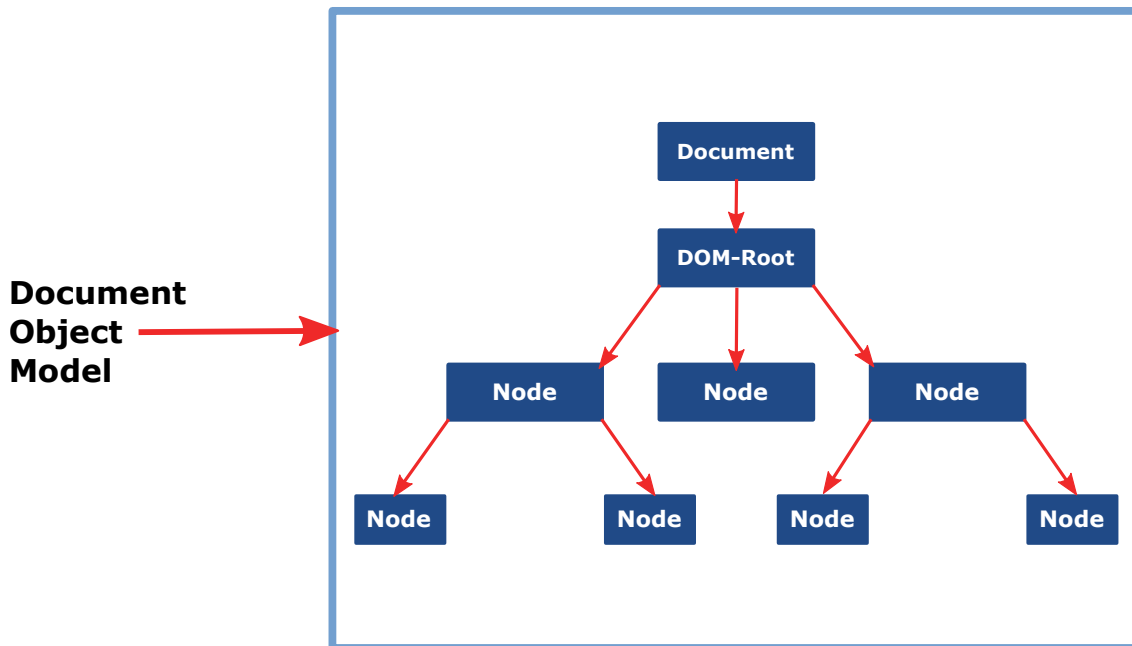 Document
DOM-Root
Document
Object
Model
Node Node Node
Node Node Node Node